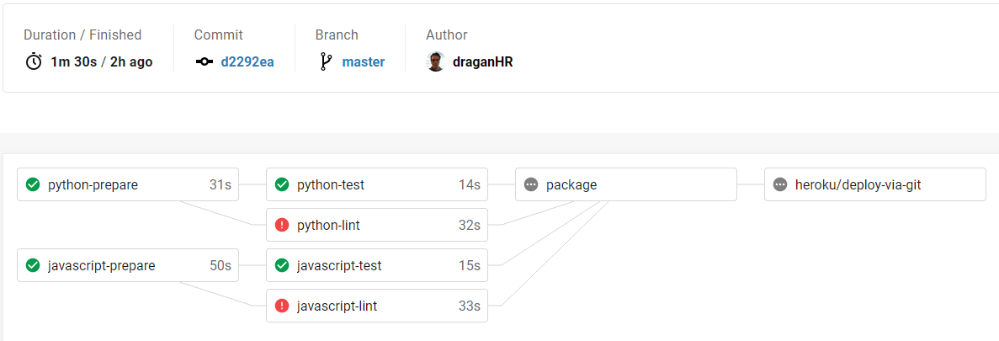 Duration / Finished Commit Branch Author
1m 30s / 2h ago d2292ea master draganHR
python-prepare 31s python-test 14s package heroku/deploy-via-git
python-lint 32s
javascript-prepare 50s javascript-test 15s
javascript-lint 33s